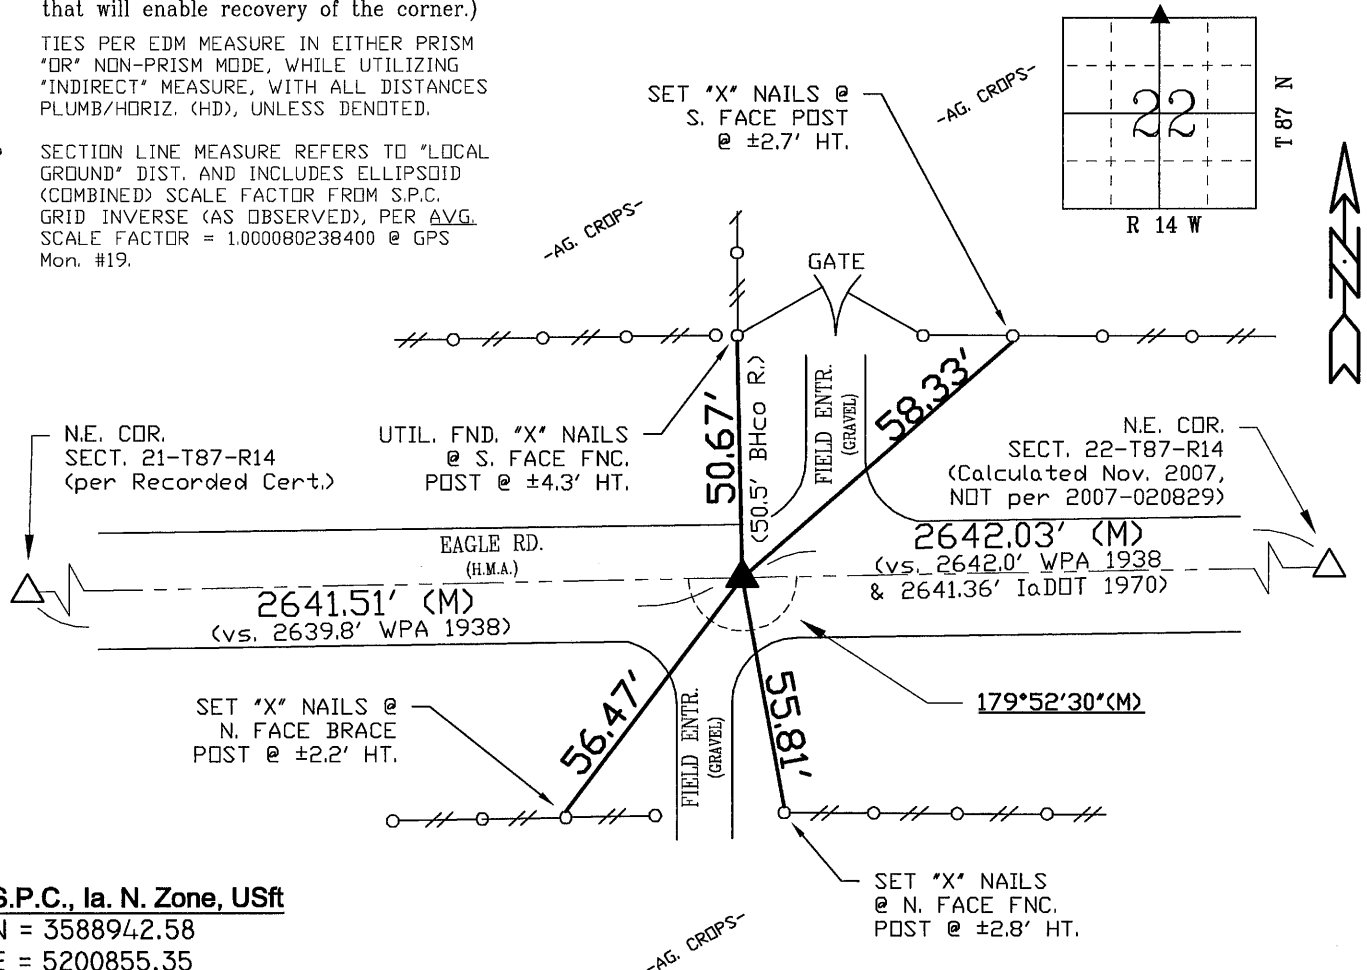 that will enable recovery of the corner.)
TIES PER EDM MEASURE IN EITHER PRISM
"OR" NON-PRISM MODE, WHILE UTILIZING
"INDIRECT" MEASURE, WITH ALL DISTANCES
PLUMB/HORIZ. (HD), UNLESS DENOTED.
SECTION LINE MEASURE REFERS TO "LOCAL
GROUND" DIST. AND INCLUDES ELLIPSOID
(COMBINED) SCALE FACTOR FROM S.P.C.
GRID INVERSE (AS OBSERVED), PER AVG.
SCALE FACTOR = 1.000080238400 @ GPS
Mon. #19.
SET "X" NAILS @
S. FACE POST
@ ±2.7' HT.
-AG. CROPS-
22
T 87 N
R 14 W
N
-AG. CROPS-
GATE
N.E. COR.
SECT. 21-T87-R14
(per Recorded Cert.)
UTIL. FND. "X" NAILS
@ S. FACE FNC.
POST @ ±4.3' HT.
50.67'
(50.5' BHco R.)
FIELD ENTR.
(GRAVEL)
58.33'
N.E. COR.
SECT. 22-T87-R14
(Calculated Nov. 2007,
NOT per 2007-020829)
EAGLE RD.
(H.M.A.)
2641.51' (M)
(vs. 2639.8' WPA 1938)
2642.03' (M)
(vs. 2642.0' WPA 1938
& 2641.36' IaDOT 1970)
179°52'30"(M)
SET "X" NAILS @
N. FACE BRACE
POST @ ±2.2' HT.
56.47'
FIELD ENTR.
(GRAVEL)
55.81'
SET "X" NAILS
@ N. FACE FNC.
POST @ ±2.8' HT.
-AG. CROPS-
S.P.C., Ia. N. Zone, USft
N = 3588942.58
E = 5200855.35